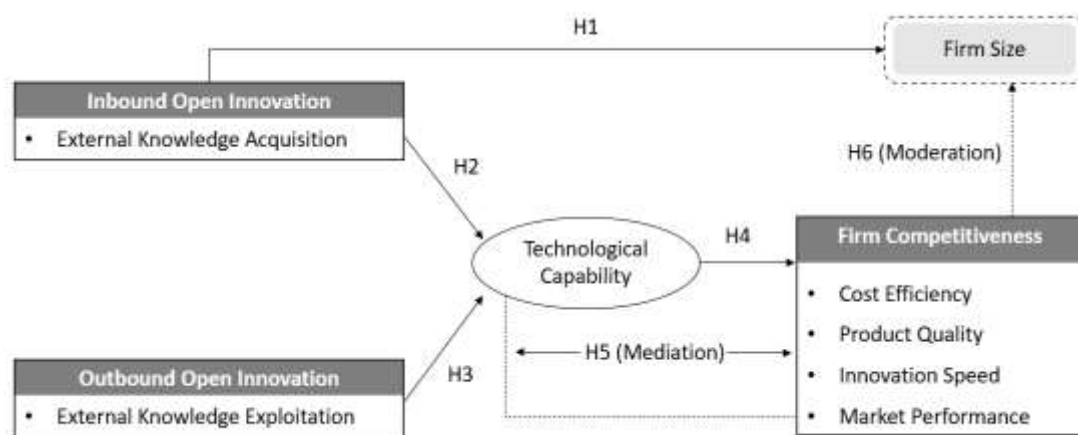 H1
Firm Size
Inbound Open Innovation
• External Knowledge Acquisition
H2
H6 (Moderation)
Technological
Capability
H4
Firm Competitiveness
• Cost Efficiency
• Product Quality
• Innovation Speed
• Market Performance
H5 (Mediation)
H3
Outbound Open Innovation
• External Knowledge Exploitation